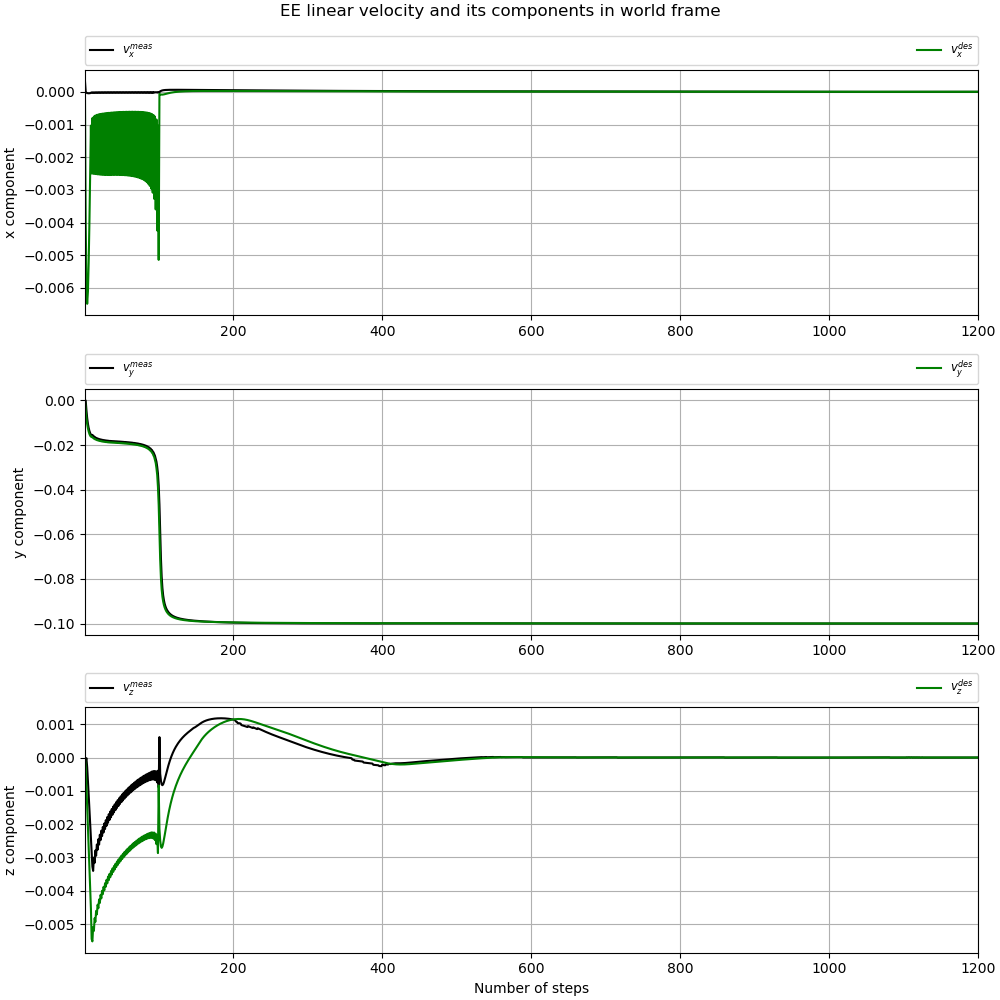 EE linear velocity and its components in world frame
v_x^{meas} v_x^{des}
0.000
−0.001
−0.002
−0.003
−0.004
−0.005
−0.006
x component
200 400 600 800 1000 1200
v_y^{meas} v_y^{des}
0.00
−0.02
−0.04
−0.06
−0.08
−0.10
y component
200 400 600 800 1000 1200
v_z^{meas} v_z^{des}
0.001
0.000
−0.001
−0.002
−0.003
−0.004
−0.005
z component
200 400 600 800 1000 1200
Number of steps